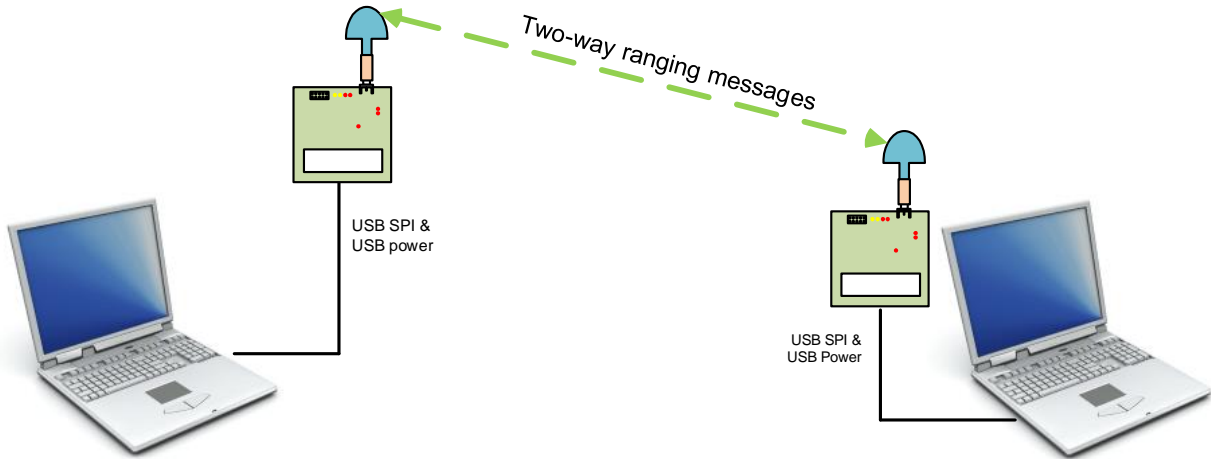 Two-way ranging messages
USB SPI &
USB power
USB SPI &
USB Power